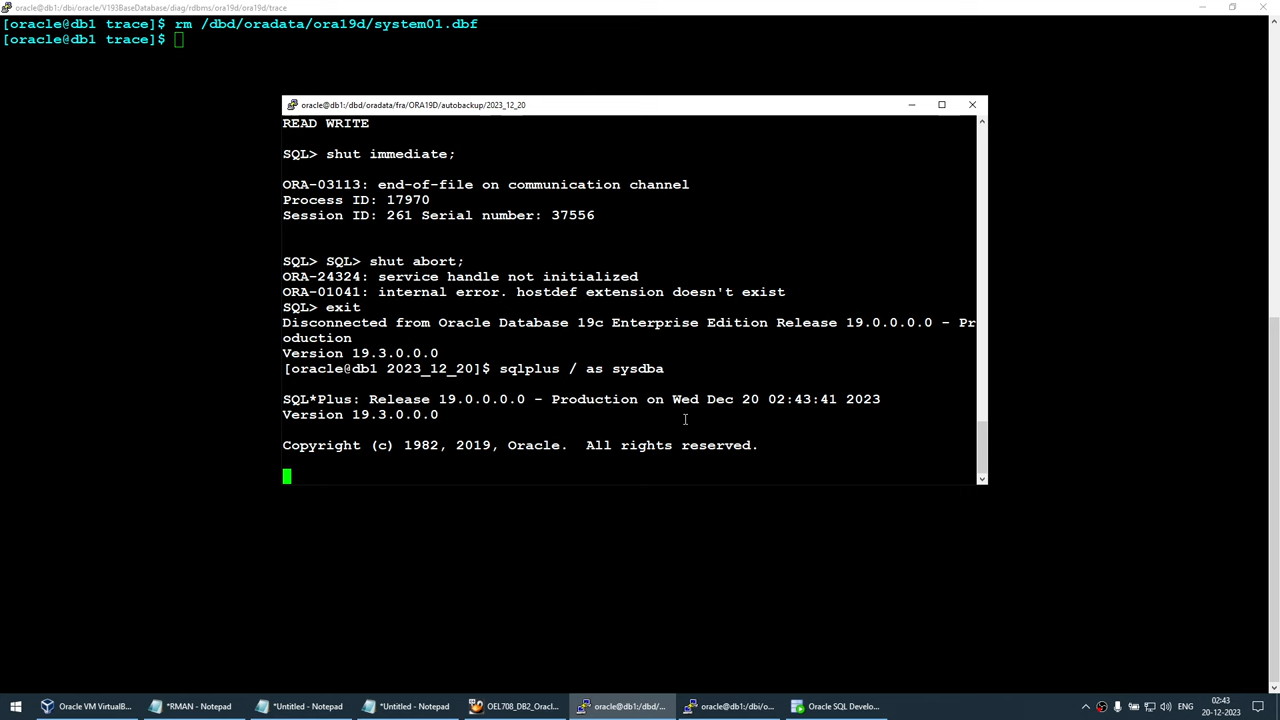 oracle@db1:/dbi/oracle/V193BaseDatabase/diag/rdbms/ora19d/ora19d/trace
[oracle@db1 trace]$ rm /dbd/oradata/ora19d/system01.dbf
[oracle@db1 trace]$
oracle@db1:/dbd/oradata/fra/ORA19D/autobackup/2023_12_20
READ WRITE
SQL> shut immediate;
ORA-03113: end-of-file on communication channel
Process ID: 17970
Session ID: 261 Serial number: 37556
SQL> SQL> shut abort;
ORA-24324: service handle not initialized
ORA-01041: internal error. hostdef extension doesn't exist
SQL> exit
Disconnected from Oracle Database 19c Enterprise Edition Release 19.0.0.0.0 - Pr
oduction
Version 19.3.0.0.0
[oracle@db1 2023_12_20]$ sqlplus / as sysdba
SQL*Plus: Release 19.0.0.0.0 - Production on Wed Dec 20 02:43:41 2023
Version 19.3.0.0.0
Copyright (c) 1982, 2019, Oracle.  All rights reserved.
Oracle VM VirtualB... *RMAN - Notepad *Untitled - Notepad *Untitled - Notepad OEL708_DB2_Oracl... oracle@db1:/dbd/... oracle@db1:/dbi/o... Oracle SQL Develo... ENG 02:43
20-12-2023